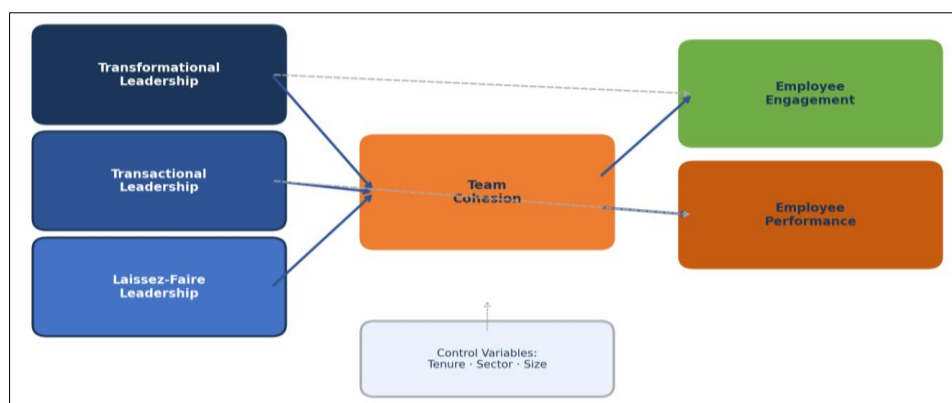 Transformational
Leadership
Transactional
Leadership
Laissez-Faire
Leadership
Team
Cohesion
Control Variables:
Tenure · Sector · Size
Employee
Engagement
Employee
Performance